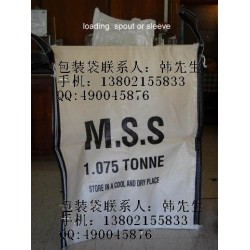 loading spout or sleeve
包装袋联系人：韩先生
手机：13802155833
QQ:490045876
M.S.S
1.075 TONNE
STORE IN A COOL AND DRY PLACE
包装袋联系人：韩先生
手机：13802155833
QQ:490045876